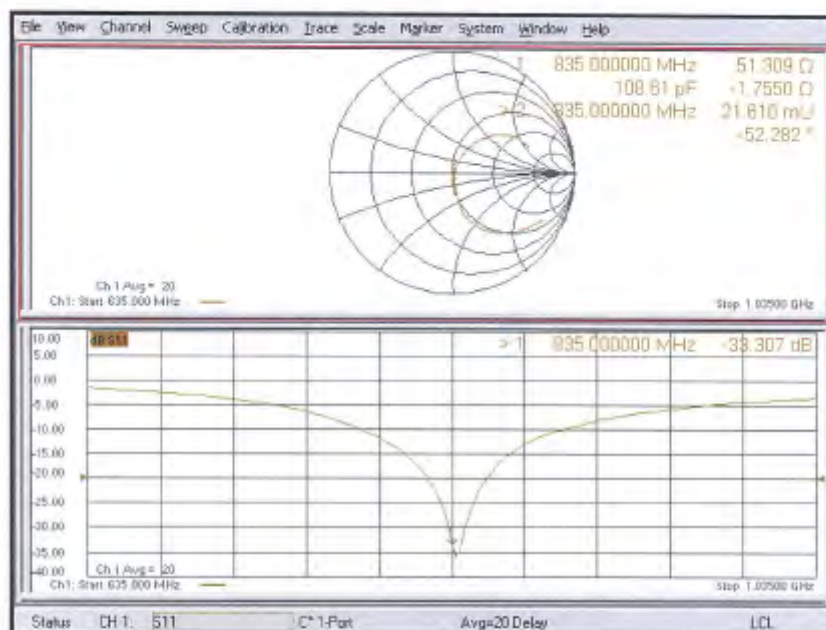 File View Channel Sweep Calibration Trace Scale Marker System Window Help
1 835.000000 MHz 51.309 Ω
108.61 pF -1.7550 Ω
>2 835.000000 MHz 21.610 mU
-52.282 °
Ch 1 Avg = 20
Ch1: Start 635.000 MHz
Stop 1.03500 GHz
10.00
dB S11
>1 835.000000 MHz -33.307 dB
5.00
0.00
-5.00
-10.00
-15.00
-20.00
-25.00
-30.00
-35.00
-40.00
Ch 1 Avg = 20
Ch1: Start 635.000 MHz
Stop 1.03500 GHz
Status CH 1: S11 C* 1-Port Avg=20 Delay LCL